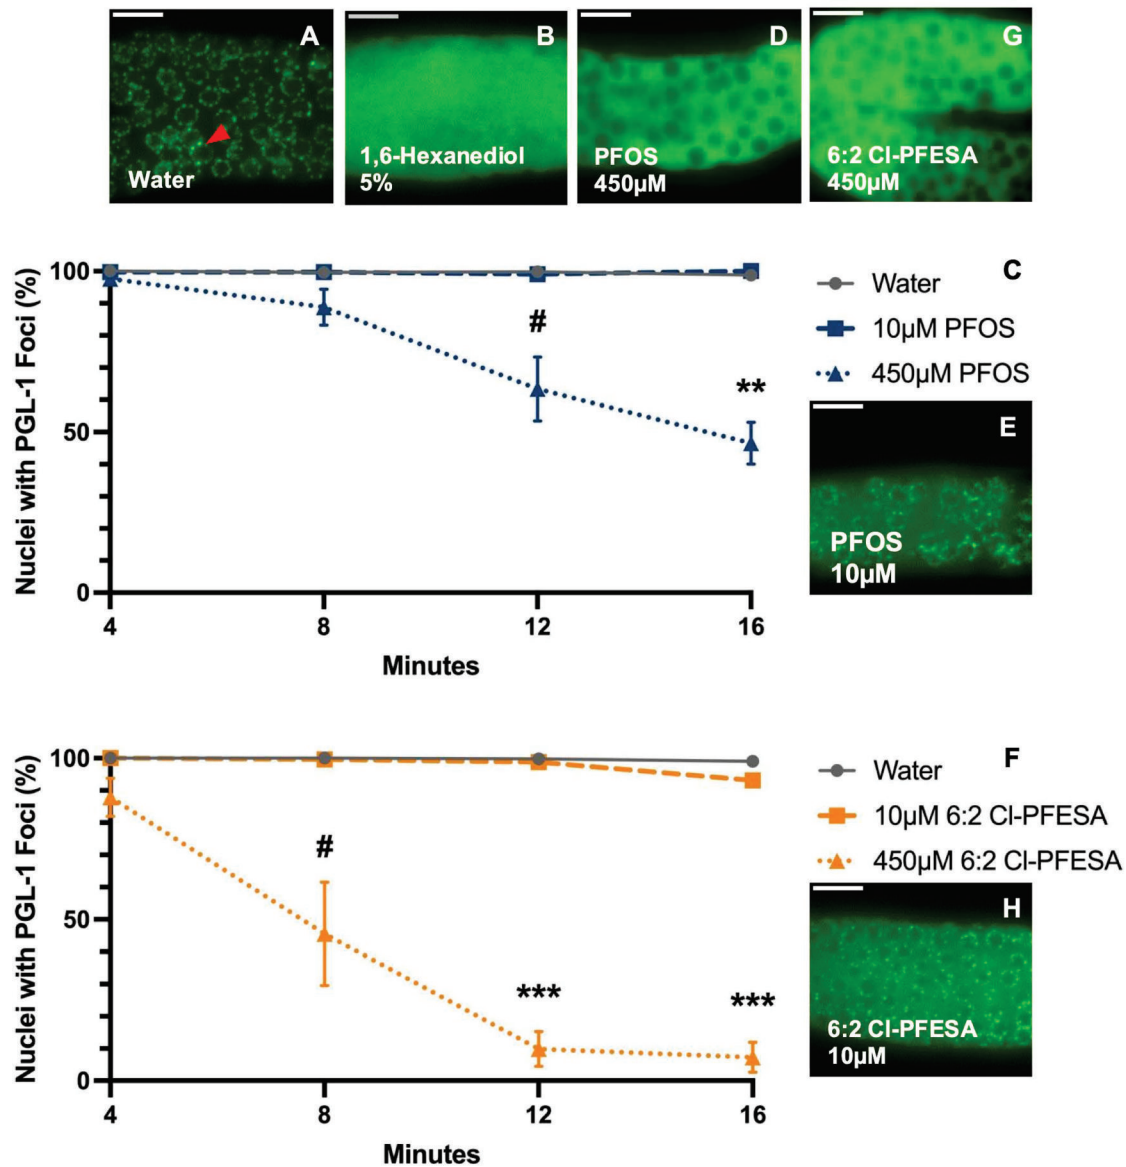 A
Water
B
1,6-Hexanediol
5%
D
PFOS
450µM
G
6:2 Cl-PFESA
450µM
C
Nuclei with PGL-1 Foci (%)
100
50
0
4
8
12
16
Minutes
#
**
Water
10µM PFOS
450µM PFOS
E
PFOS
10µM
F
Nuclei with PGL-1 Foci (%)
100
50
0
4
8
12
16
Minutes
#
***
***
Water
10µM 6:2 Cl-PFESA
450µM 6:2 Cl-PFESA
H
6:2 Cl-PFESA
10µM